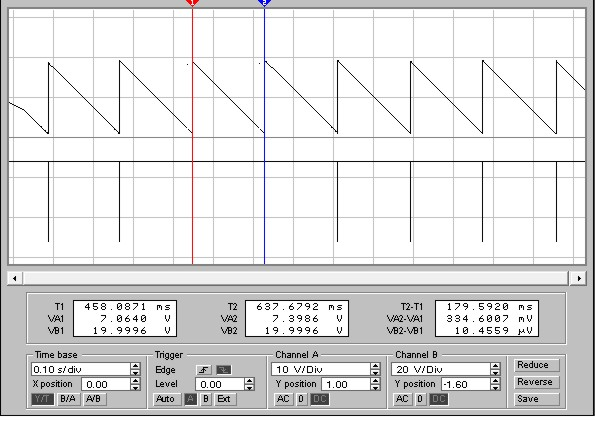 1 2
T1 458.0871 ms T2 637.6792 ms T2-T1 179.5920 ms
VA1 7.0640 V VA2 7.3986 V VA2-VA1 334.6007 mV
VB1 19.9996 V VB2 19.9996 V VB2-VB1 10.4559 µV
Time base Trigger Channel A Channel B
0.10 s/div Edge 10 V/Div 20 V/Div Reduce
X position 0.00 Level 0.00 Y position 1.00 Y position -1.60 Reverse
Y/T B/A A/B Auto A B Ext AC 0 DC AC 0 DC Save